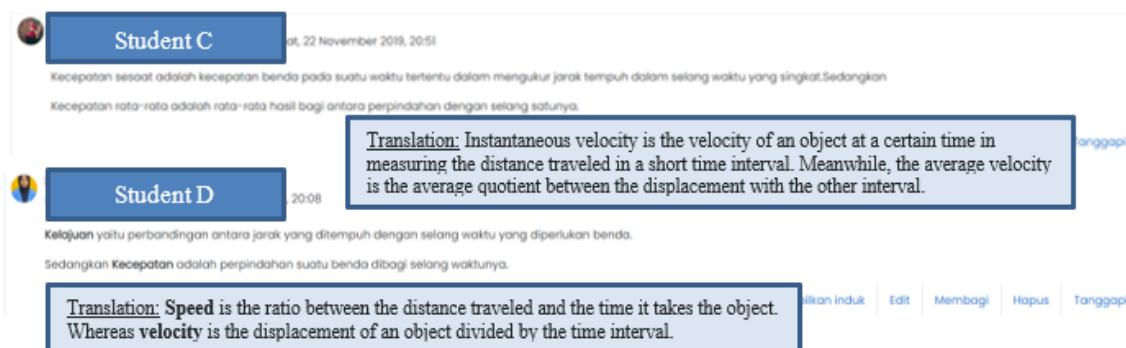 Student C
at, 22 November 2019, 20:51
Kecepatan sesaat adalah kecepatan benda pada suatu waktu tertentu dalam mengukur jarak tempuh dalam selang waktu yang singkat.Sedangkan
Kecepatan rata-rata adalah rata-rata hasil bagi antara perpindahan dengan selang satunya.
Translation: Instantaneous velocity is the velocity of an object at a certain time in
measuring the distance traveled in a short time interval. Meanwhile, the average velocity
is the average quotient between the displacement with the other interval.
Tanggapi
Student D
, 20:08
Kelajuan yaitu perbandingan antara jarak yang ditempuh dengan selang waktu yang diperlukan benda.
Sedangkan Kecepatan adalah perpindahan suatu benda dibagi selang waktunya.
Translation: Speed is the ratio between the distance traveled and the time it takes the object.
Whereas velocity is the displacement of an object divided by the time interval.
ilkan induk Edit Membagi Hapus Tanggapi